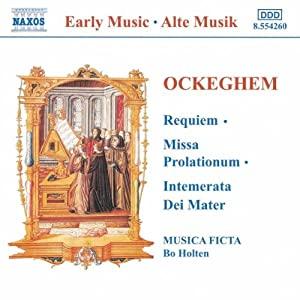 NAXOS
Early Music • Alte Musik
DDD
8.554260
OCKEGHEM
Requiem •
Missa
Prolationum •
Intemerata
Dei Mater
MUSICA FICTA
Bo Holten